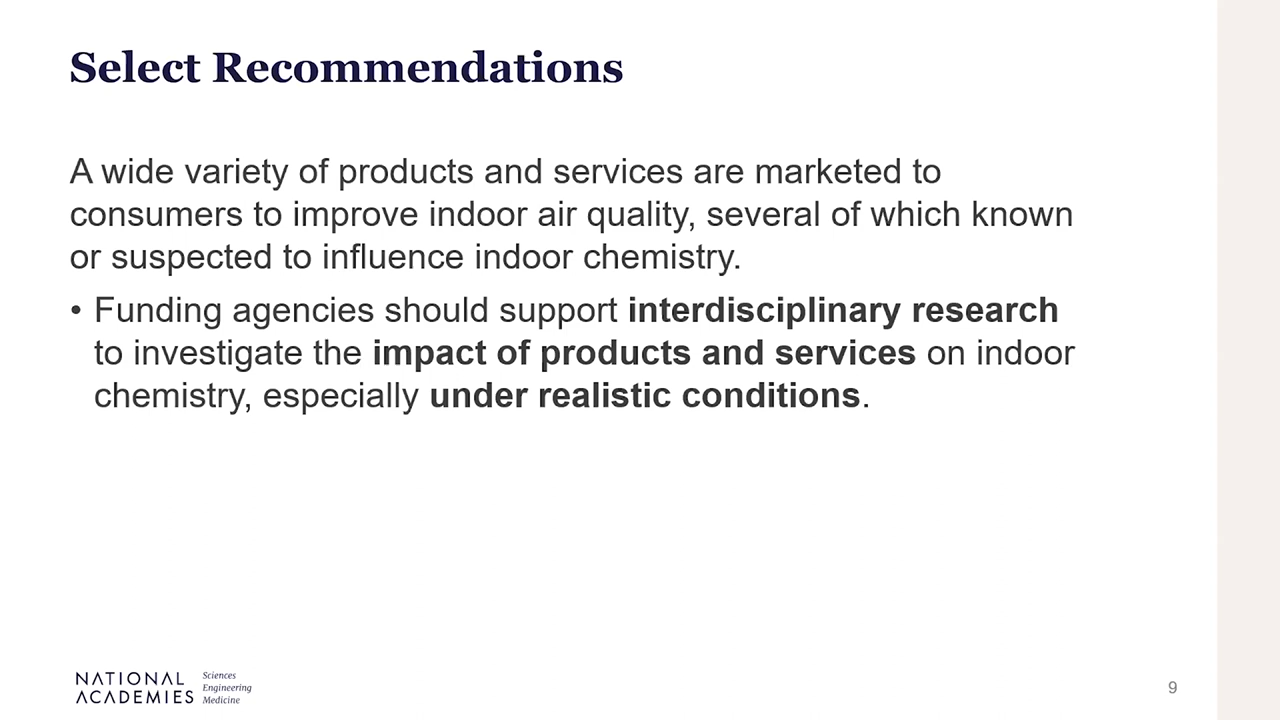 Select Recommendations
A wide variety of products and services are marketed to
consumers to improve indoor air quality, several of which known
or suspected to influence indoor chemistry.
• Funding agencies should support interdisciplinary research
to investigate the impact of products and services on indoor
chemistry, especially under realistic conditions.
NATIONAL
ACADEMIES
Sciences
Engineering
Medicine
9